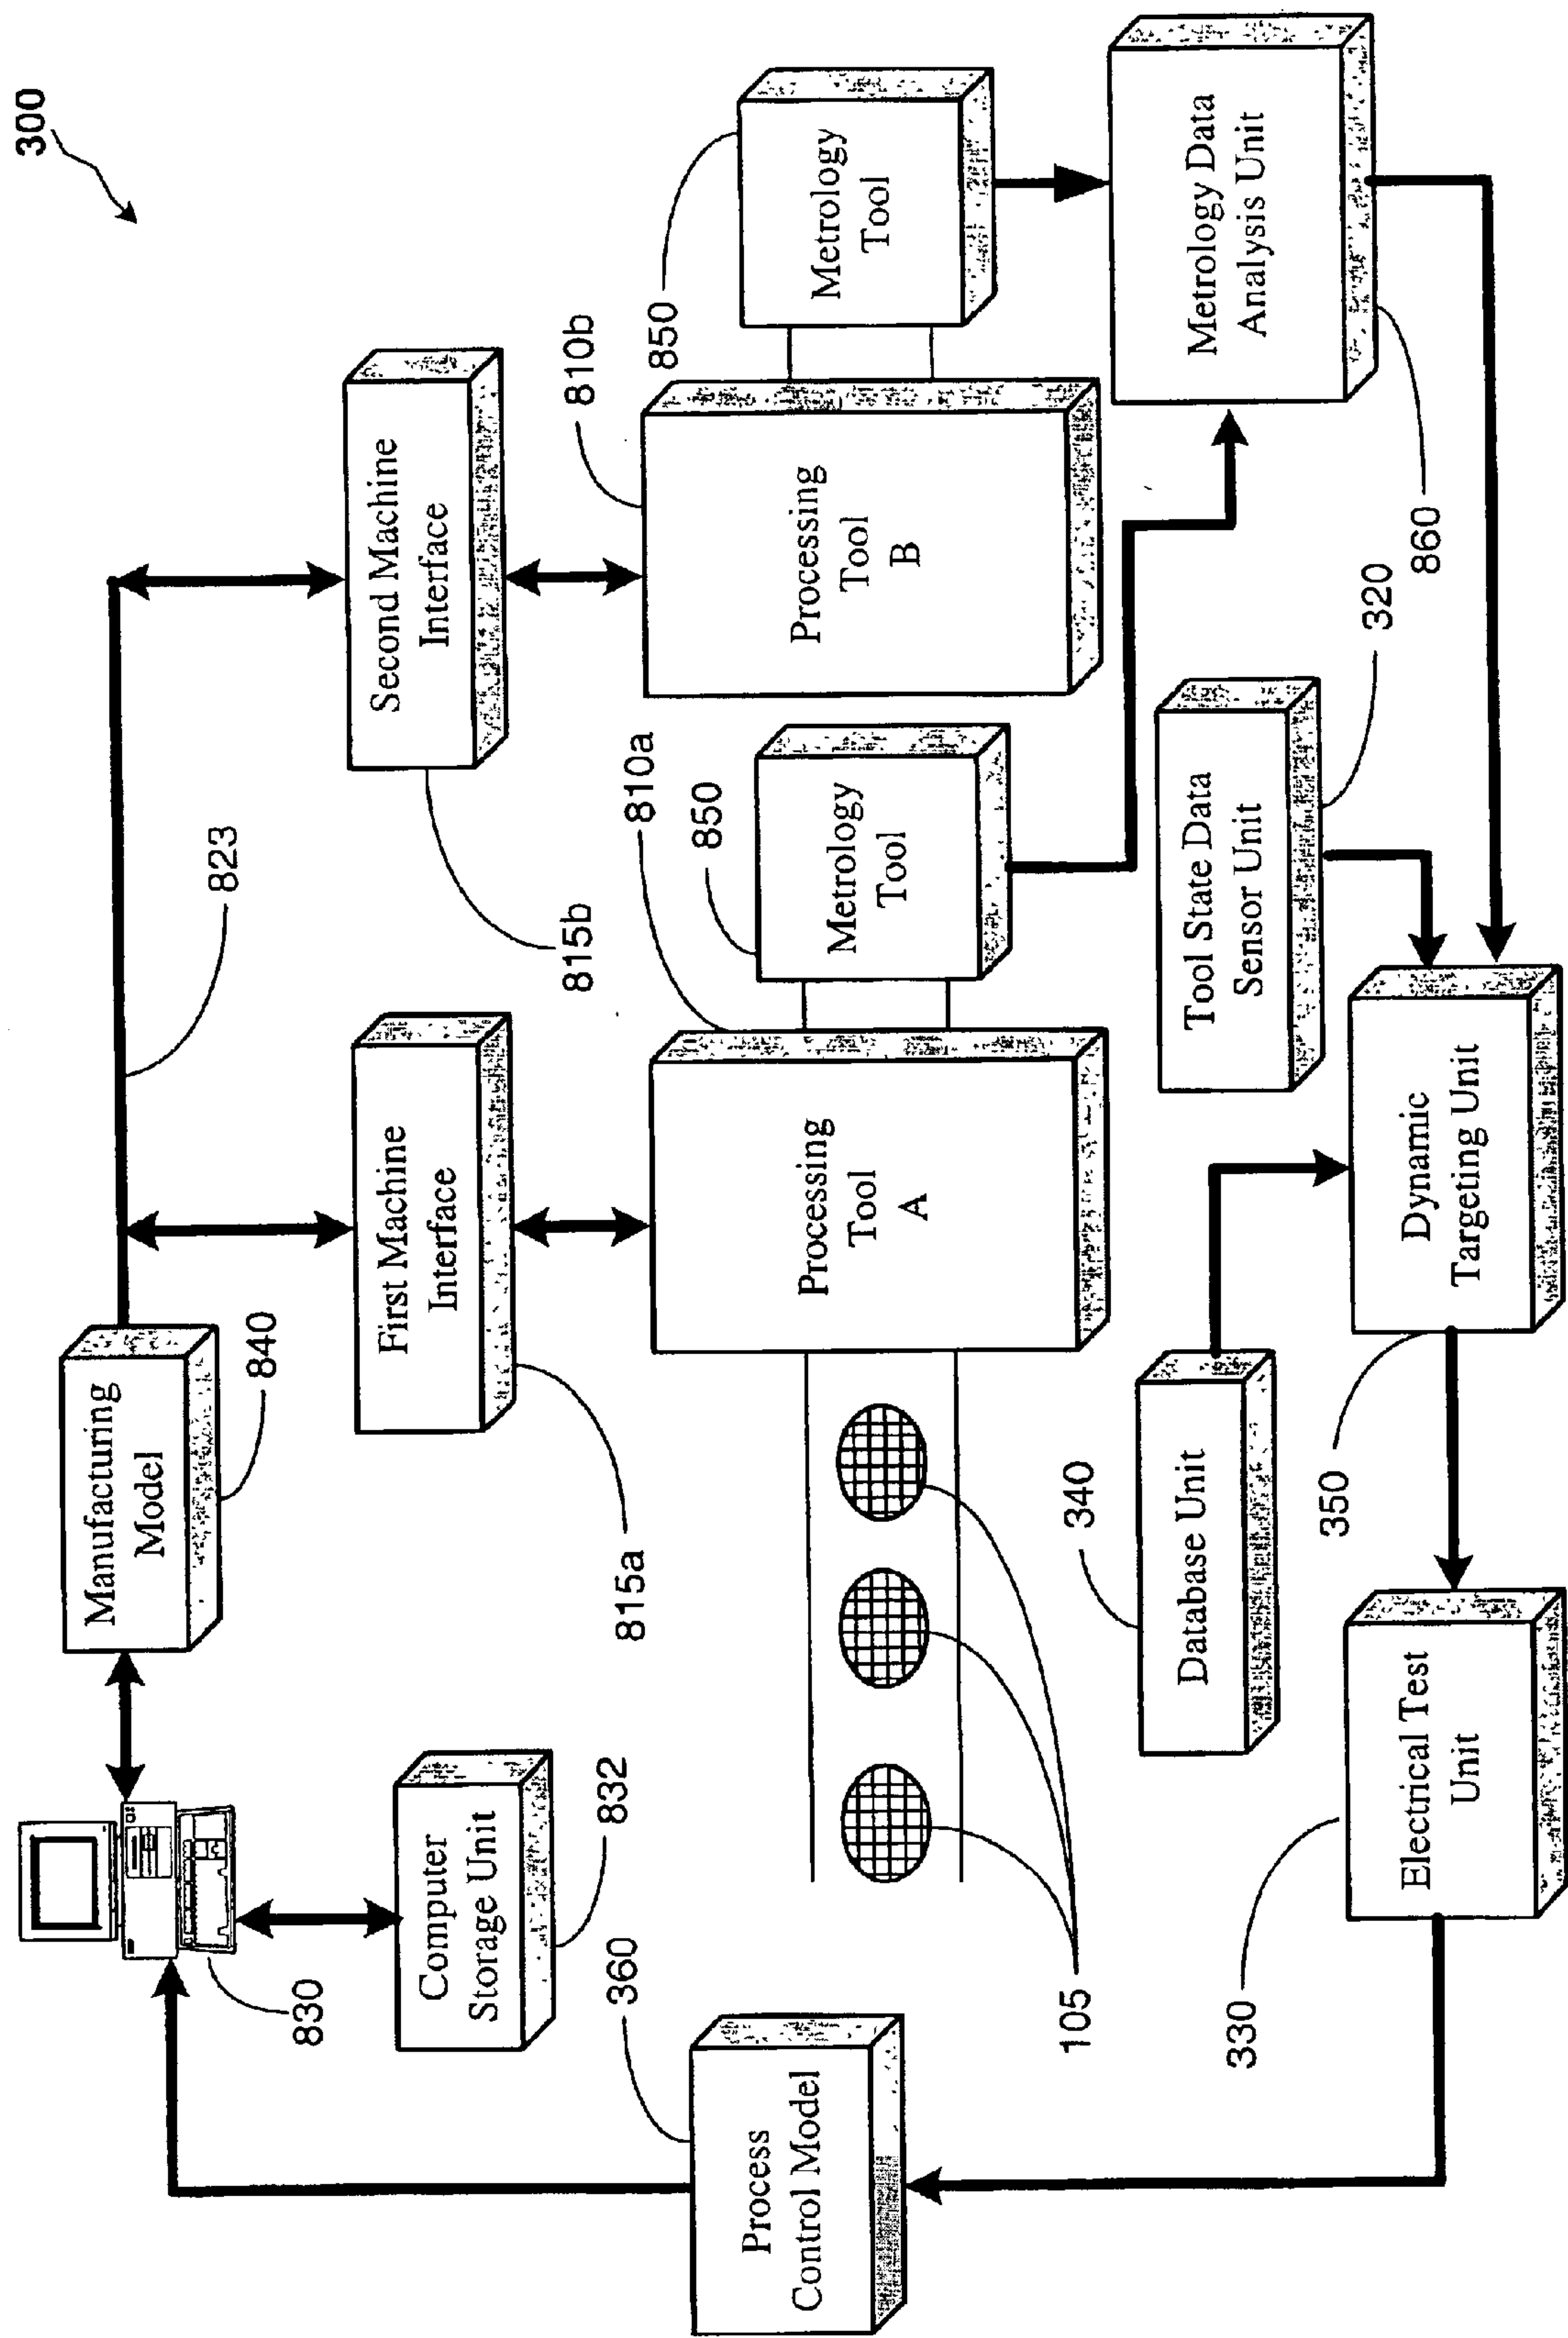 300
830
Manufacturing
Model
840
823
Computer
Storage Unit
832
First Machine
Interface
815a
Second Machine
Interface
815b
360
Process
Control Model
105
Processing
Tool
A
810a
Metrology
Tool
850
Processing
Tool
B
810b
Metrology
Tool
850
340
Database Unit
Tool State Data
Sensor Unit
320
Metrology Data
Analysis Unit
860
330
Electrical Test
Unit
350
Dynamic
Targeting Unit